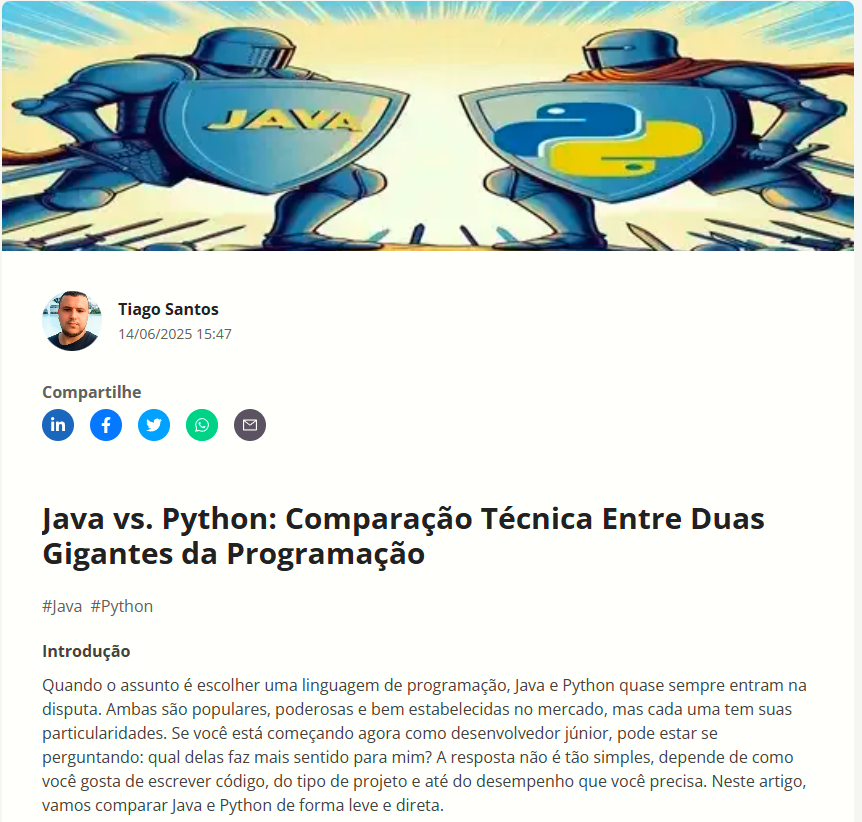 JAVA
Tiago Santos
14/06/2025 15:47
Compartilhe
in
Java vs. Python: Comparação Técnica Entre Duas
Gigantes da Programação
#Java #Python
Introdução
Quando o assunto é escolher uma linguagem de programação, Java e Python quase sempre entram na
disputa. Ambas são populares, poderosas e bem estabelecidas no mercado, mas cada uma tem suas
particularidades. Se você está começando agora como desenvolvedor júnior, pode estar se
perguntando: qual delas faz mais sentido para mim? A resposta não é tão simples, depende de como
você gosta de escrever código, do tipo de projeto e até do desempenho que você precisa. Neste artigo,
vamos comparar Java e Python de forma leve e direta.